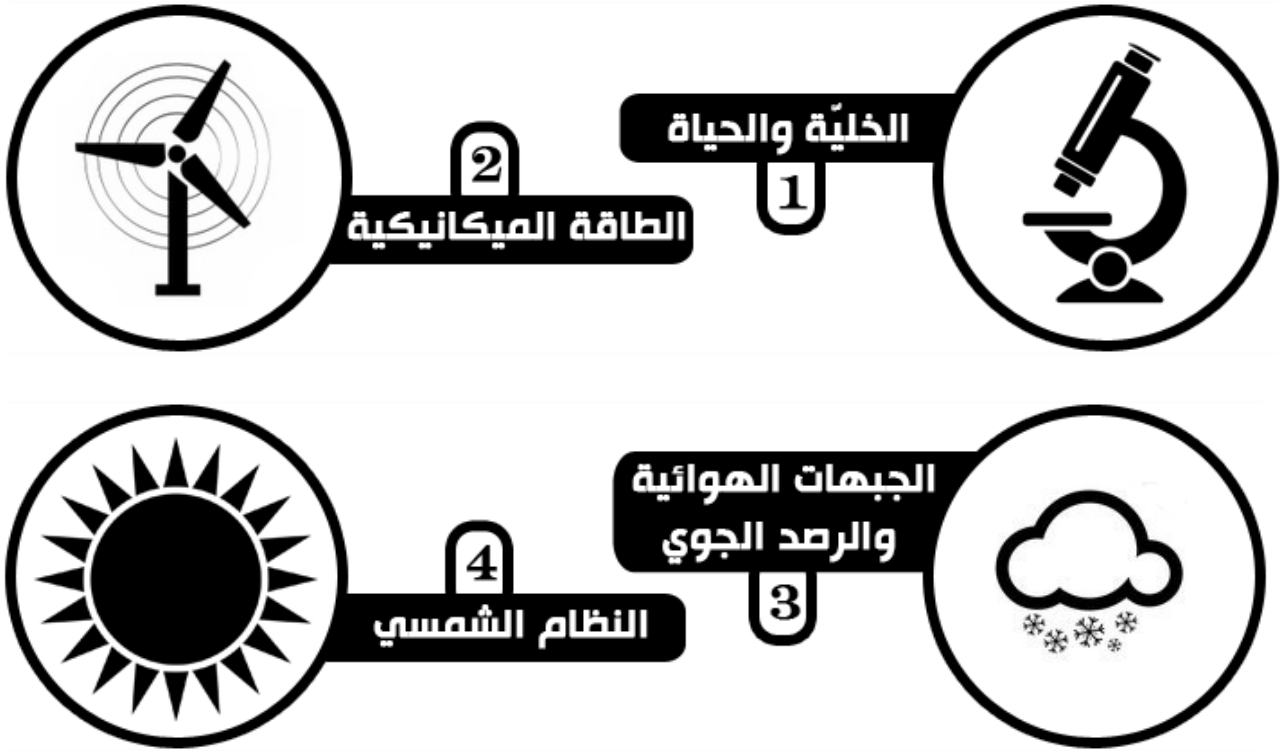 الخليّة والحياة
1
2
الطاقة الميكانيكية
الجبهات الهوائية
والرصد الجوي
3
4
النظام الشمسي